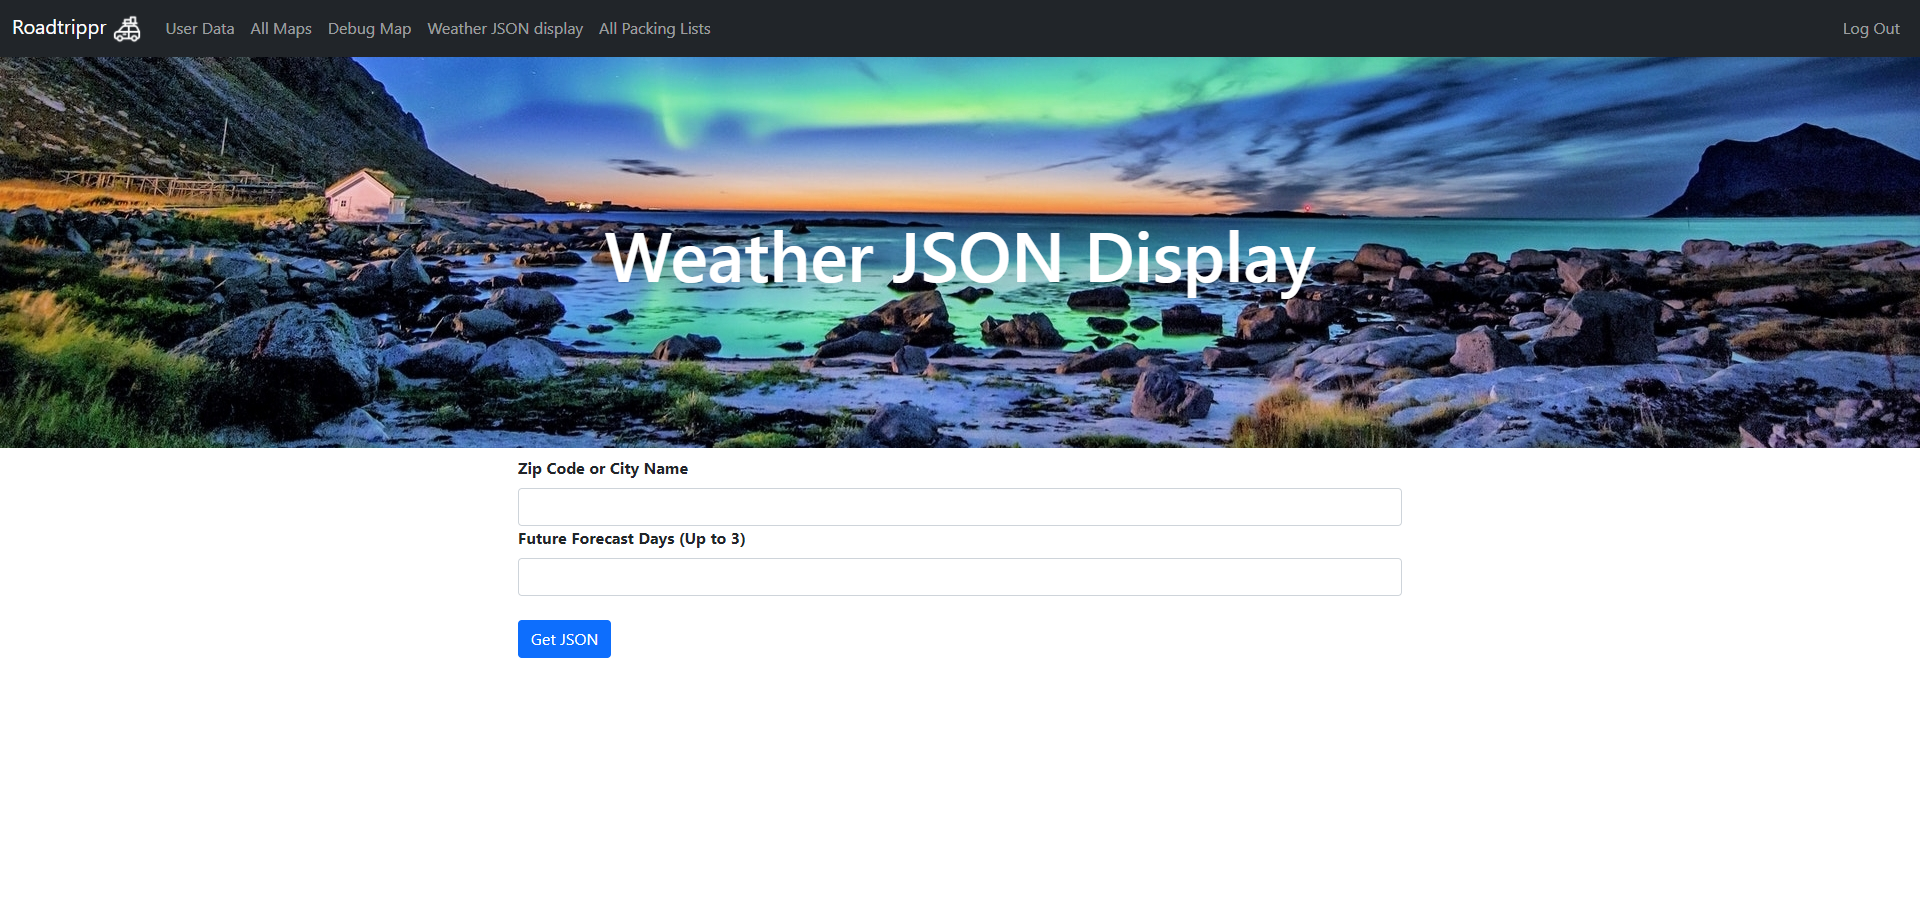 Roadtrippr User Data All Maps Debug Map Weather JSON display All Packing Lists Log Out
Weather JSON Display
Zip Code or City Name
Future Forecast Days (Up to 3)
Get JSON